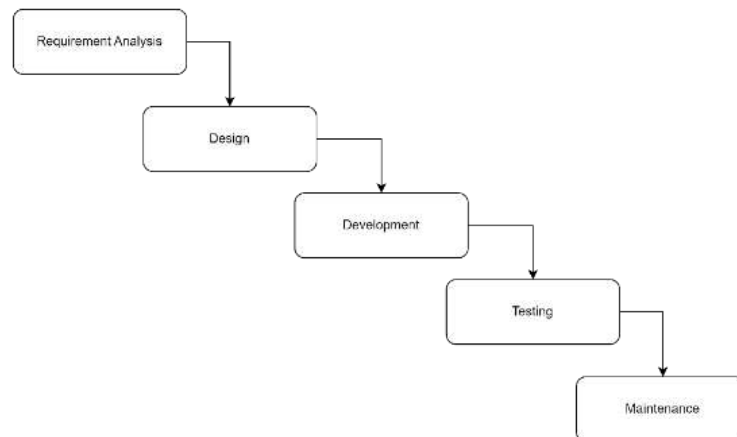 Requirement Analysis
Design
Development
Testing
Maintenance